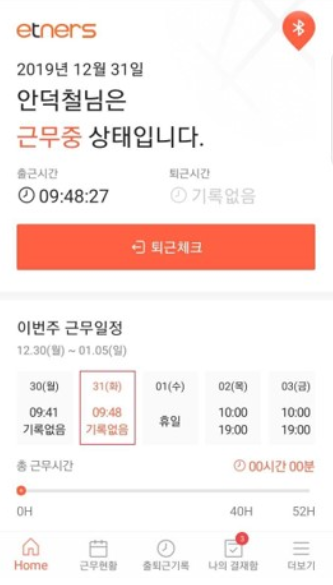 etners
2019년 12월 31일
안덕철님은
근무중 상태입니다.
출근시간 퇴근시간
09:48:27 기록없음
퇴근체크
이번주 근무일정
12.30(월) ~ 01.05(일)
30(월) 31(화) 01(수) 02(목) 03(금)
09:41 09:48 휴일 10:00 10:00
기록없음 기록없음 19:00 19:00
총 근무시간 00시간 00분
0H 40H 52H
3
Home 근무현황 출퇴근기록 나의 결재함 더보기